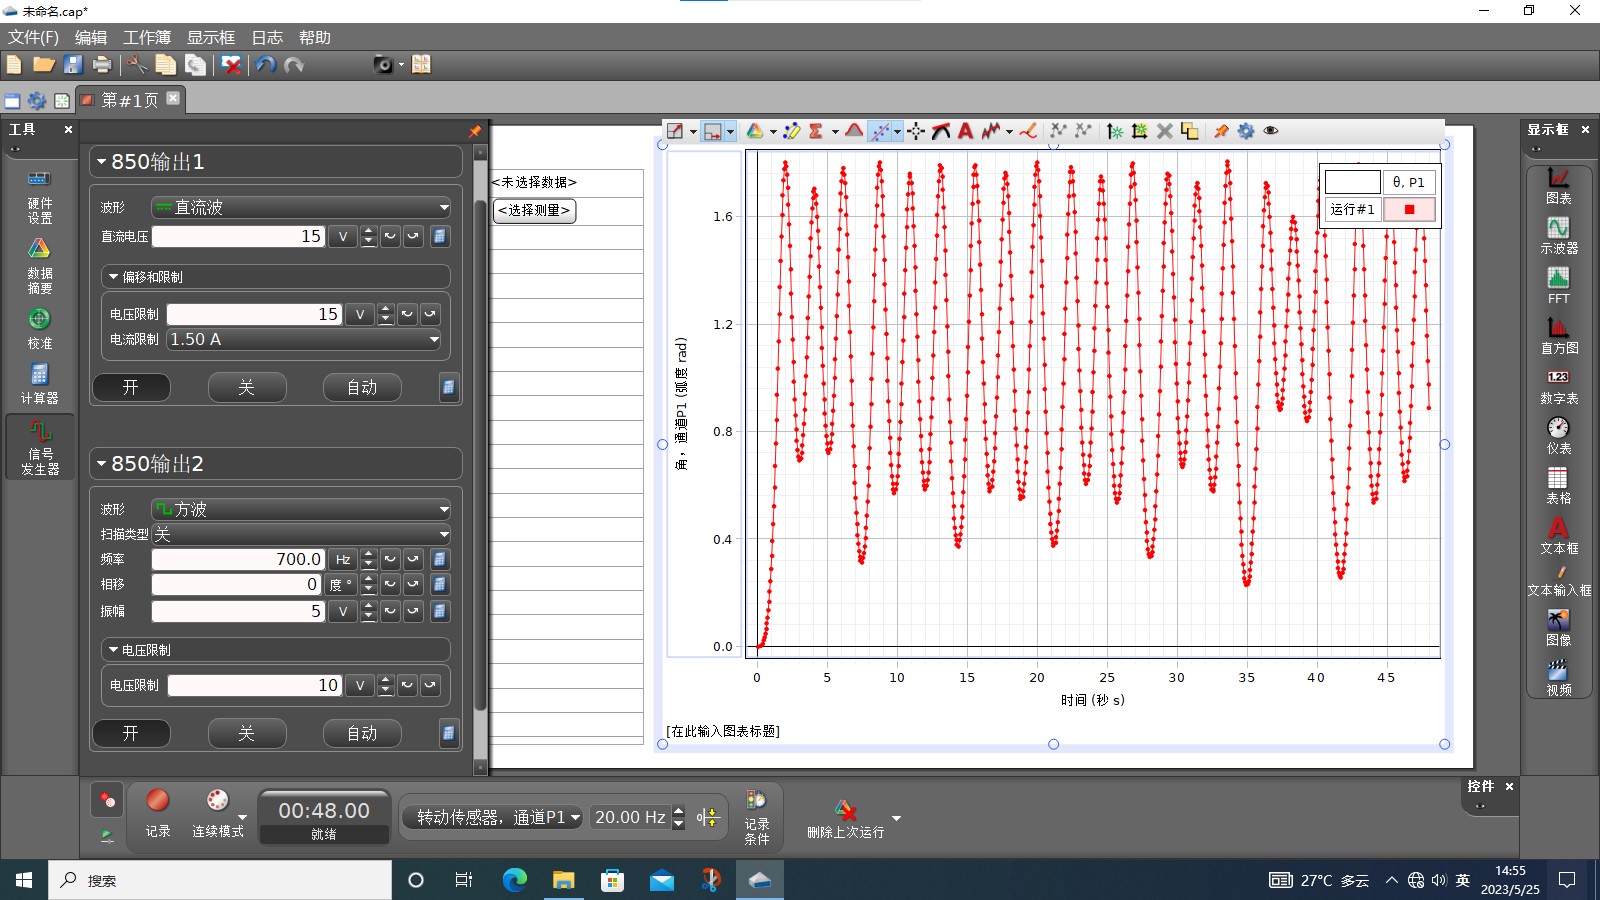 未命名.cap*
文件(F) 编辑 工作簿 显示框 日志 帮助
第#1页
工具
硬件
设置
数据
摘要
校准
计算器
信号
发生器
850输出1
波形 直流波
直流电压 15 V
偏移和限制
电压限制 15 V
电流限制 1.50 A
开 关 自动
850输出2
波形 方波
扫描类型 关
频率 700.0 Hz
相移 0 度 °
振幅 5 V
电压限制
电压限制 10 V
开 关 自动
<未选择数据>
<选择测量>
θ, P1
运行#1
角，通道P1 (弧度 rad)
1.6
1.2
0.8
0.4
0.0
0 5 10 15 20 25 30 35 40 45
时间 (秒 s)
[在此输入图表标题]
显示框
图表
示波器
FFT
直方图
1.23
数字表
仪表
表格
A
文本框
文本输入框
图像
视频
控件
记录
连续模式
00:48.00
就绪
转动传感器，通道P1
20.00 Hz
记录
条件
删除上次运行
搜索
27°C 多云
英
14:55
2023/5/25